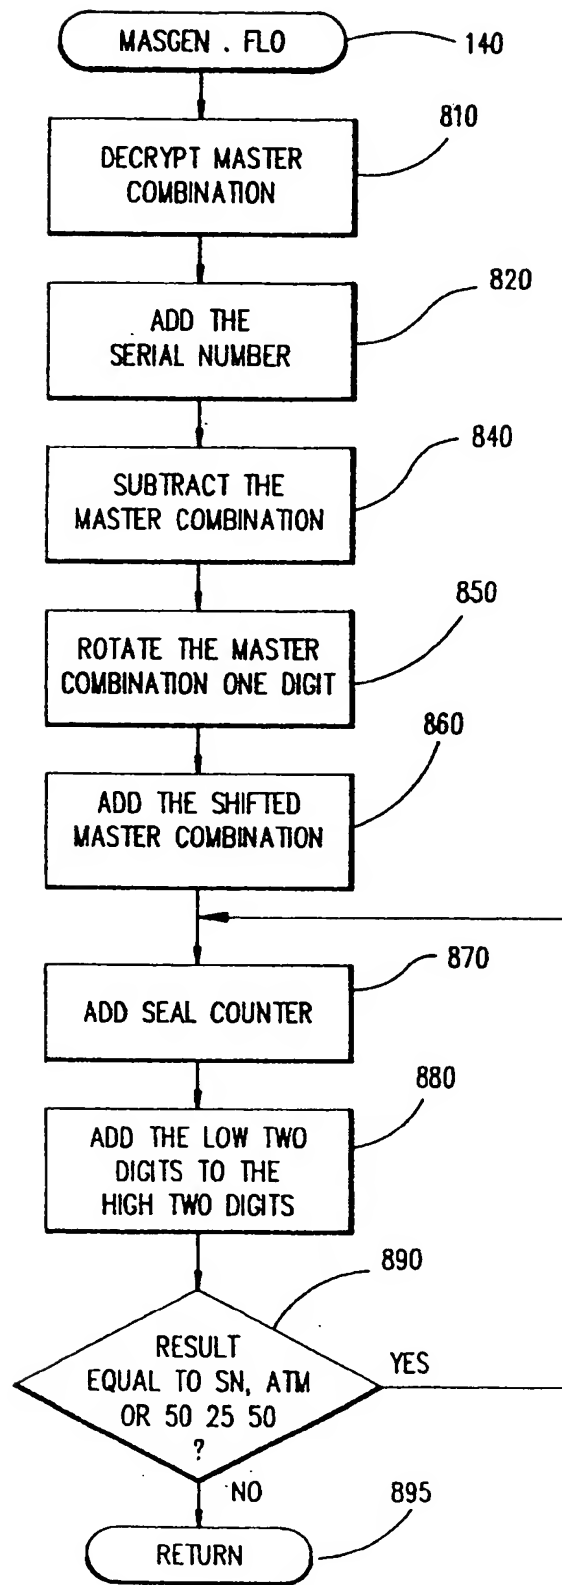 MASGEN . FLO
140
810
DECRYPT MASTER
COMBINATION
820
ADD THE
SERIAL NUMBER
840
SUBTRACT THE
MASTER COMBINATION
850
ROTATE THE MASTER
COMBINATION ONE DIGIT
860
ADD THE SHIFTED
MASTER COMBINATION
870
ADD SEAL COUNTER
880
ADD THE LOW TWO
DIGITS TO THE
HIGH TWO DIGITS
890
RESULT
EQUAL TO SN, ATM
OR 50 25 50
?
YES
NO
895
RETURN